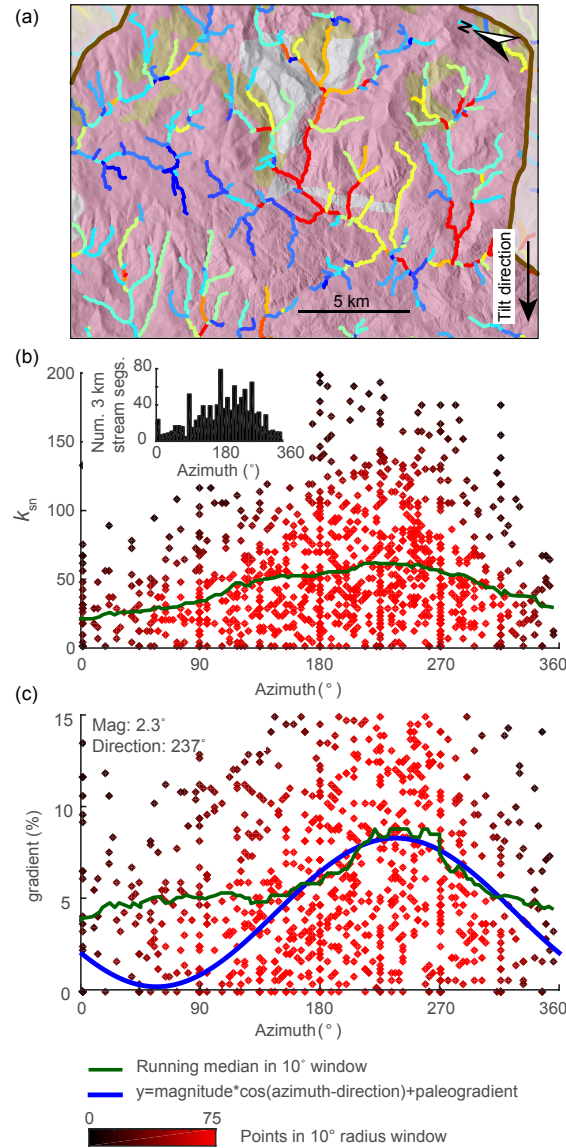 (a)
N
5 km
Tilt direction
(b)
200
150
100
50
0
k_sn
80
60
40
20
0
Num. 3 km
stream segs.
0 180 360
Azimuth (°)
0 90 180 270 360
Azimuth (°)
(c)
Mag: 2.3°
Direction: 237°
15
10
5
0
gradient (%)
0 90 180 270 360
Azimuth (°)
Running median in 10° window
y=magnitude*cos(azimuth-direction)+paleogradient
0 75
Points in 10° radius window